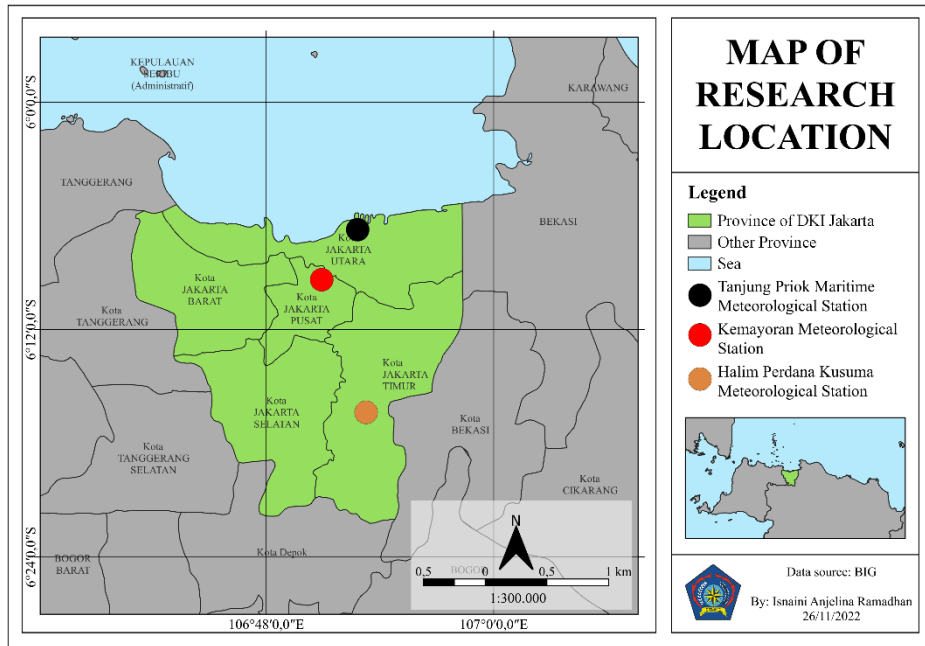 KEPULAUAN
SERIBU
(Administratif)
KARAWANG
6°0'0,0"S
TANGGERANG
BEKASI
Kota
JAKARTA
UTARA
Kota
JAKARTA
BARAT
Kota
JAKARTA
PUSAT
Kota
TANGGERANG
6°12'0,0"S
Kota
JAKARTA
TIMUR
Kota
JAKARTA
SELATAN
Kota
BEKASI
Kota
TANGGERANG
SELATAN
Kota
CIKARANG
6°24'0,0"S
BOGOR
BARAT
Kota Depok
BOGOR
N
0,5 0 0,5 1 km
1:300.000
106°48'0,0"E
107°0'0,0"E
MAP OF
RESEARCH
LOCATION
Legend
Province of DKI Jakarta
Other Province
Sea
Tanjung Priok Maritime
Meteorological Station
Kemayoran Meteorological
Station
Halim Perdana Kusuma
Meteorological Station
Data source: BIG
By: Isnaini Anjelina Ramadhan
26/11/2022